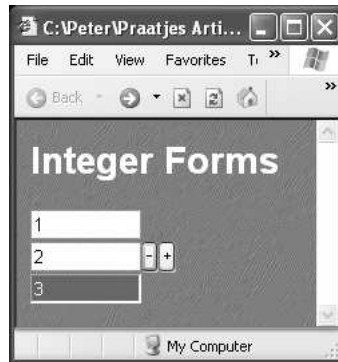 C:\Peter\Praatjes Arti...
File Edit View Favorites T »
Back »
Integer Forms
1
2 - +
3
My Computer